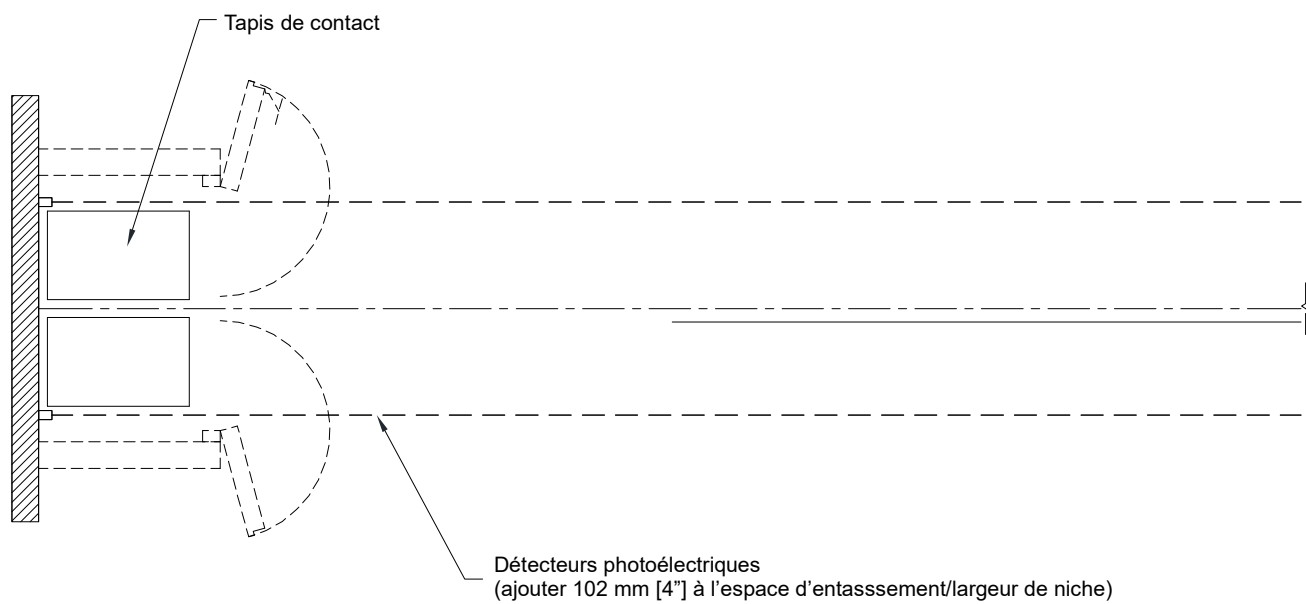 Tapis de contact
Détecteurs photoélectriques
(ajouter 102 mm [4”] à l’espace d’entasssement/largeur de niche)